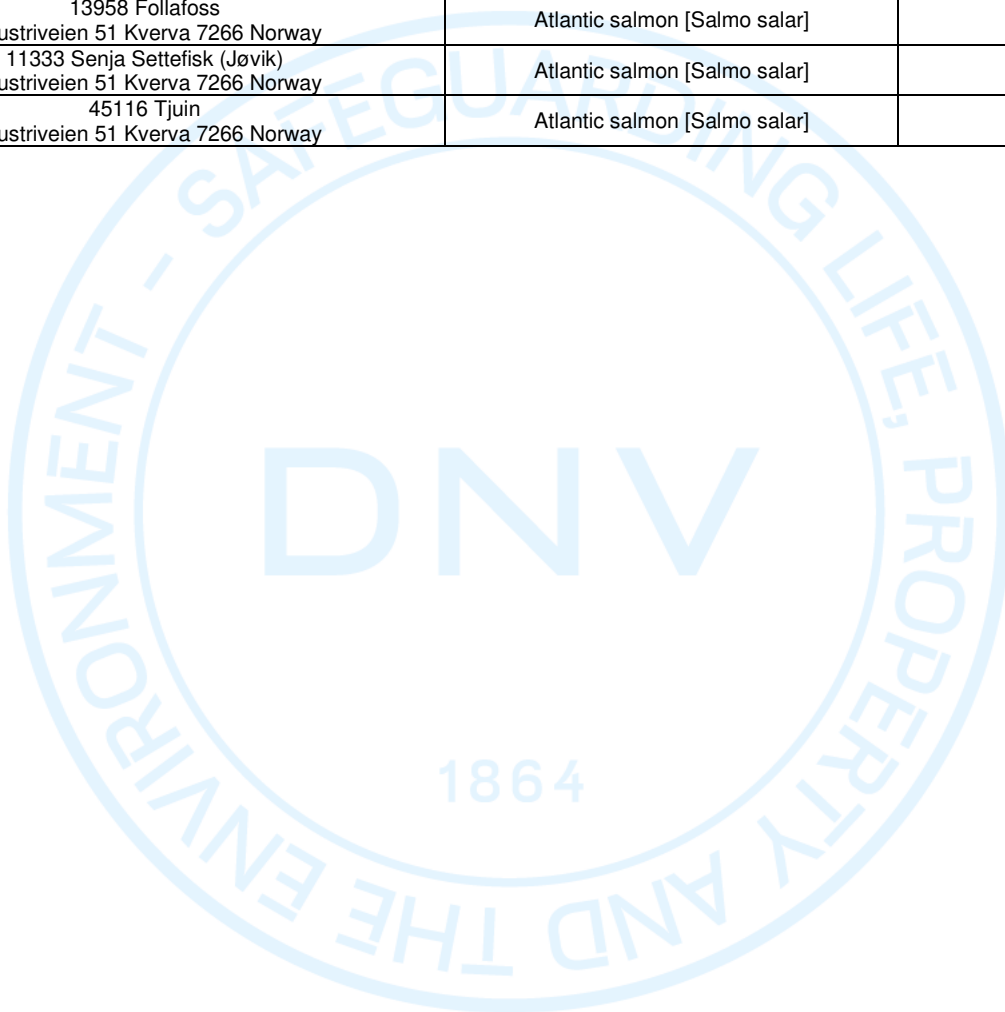 13958 Follafoss
ustriveien 51 Kverva 7266 Norway
Atlantic salmon [Salmo salar]
11333 Senja Settefisk (Jøvik)
ustriveien 51 Kverva 7266 Norway
Atlantic salmon [Salmo salar]
45116 Tjuin
ustriveien 51 Kverva 7266 Norway
Atlantic salmon [Salmo salar]
SAFEGUARDING LIFE, PROPERTY AND THE ENVIRONMENT -
DNV
1864